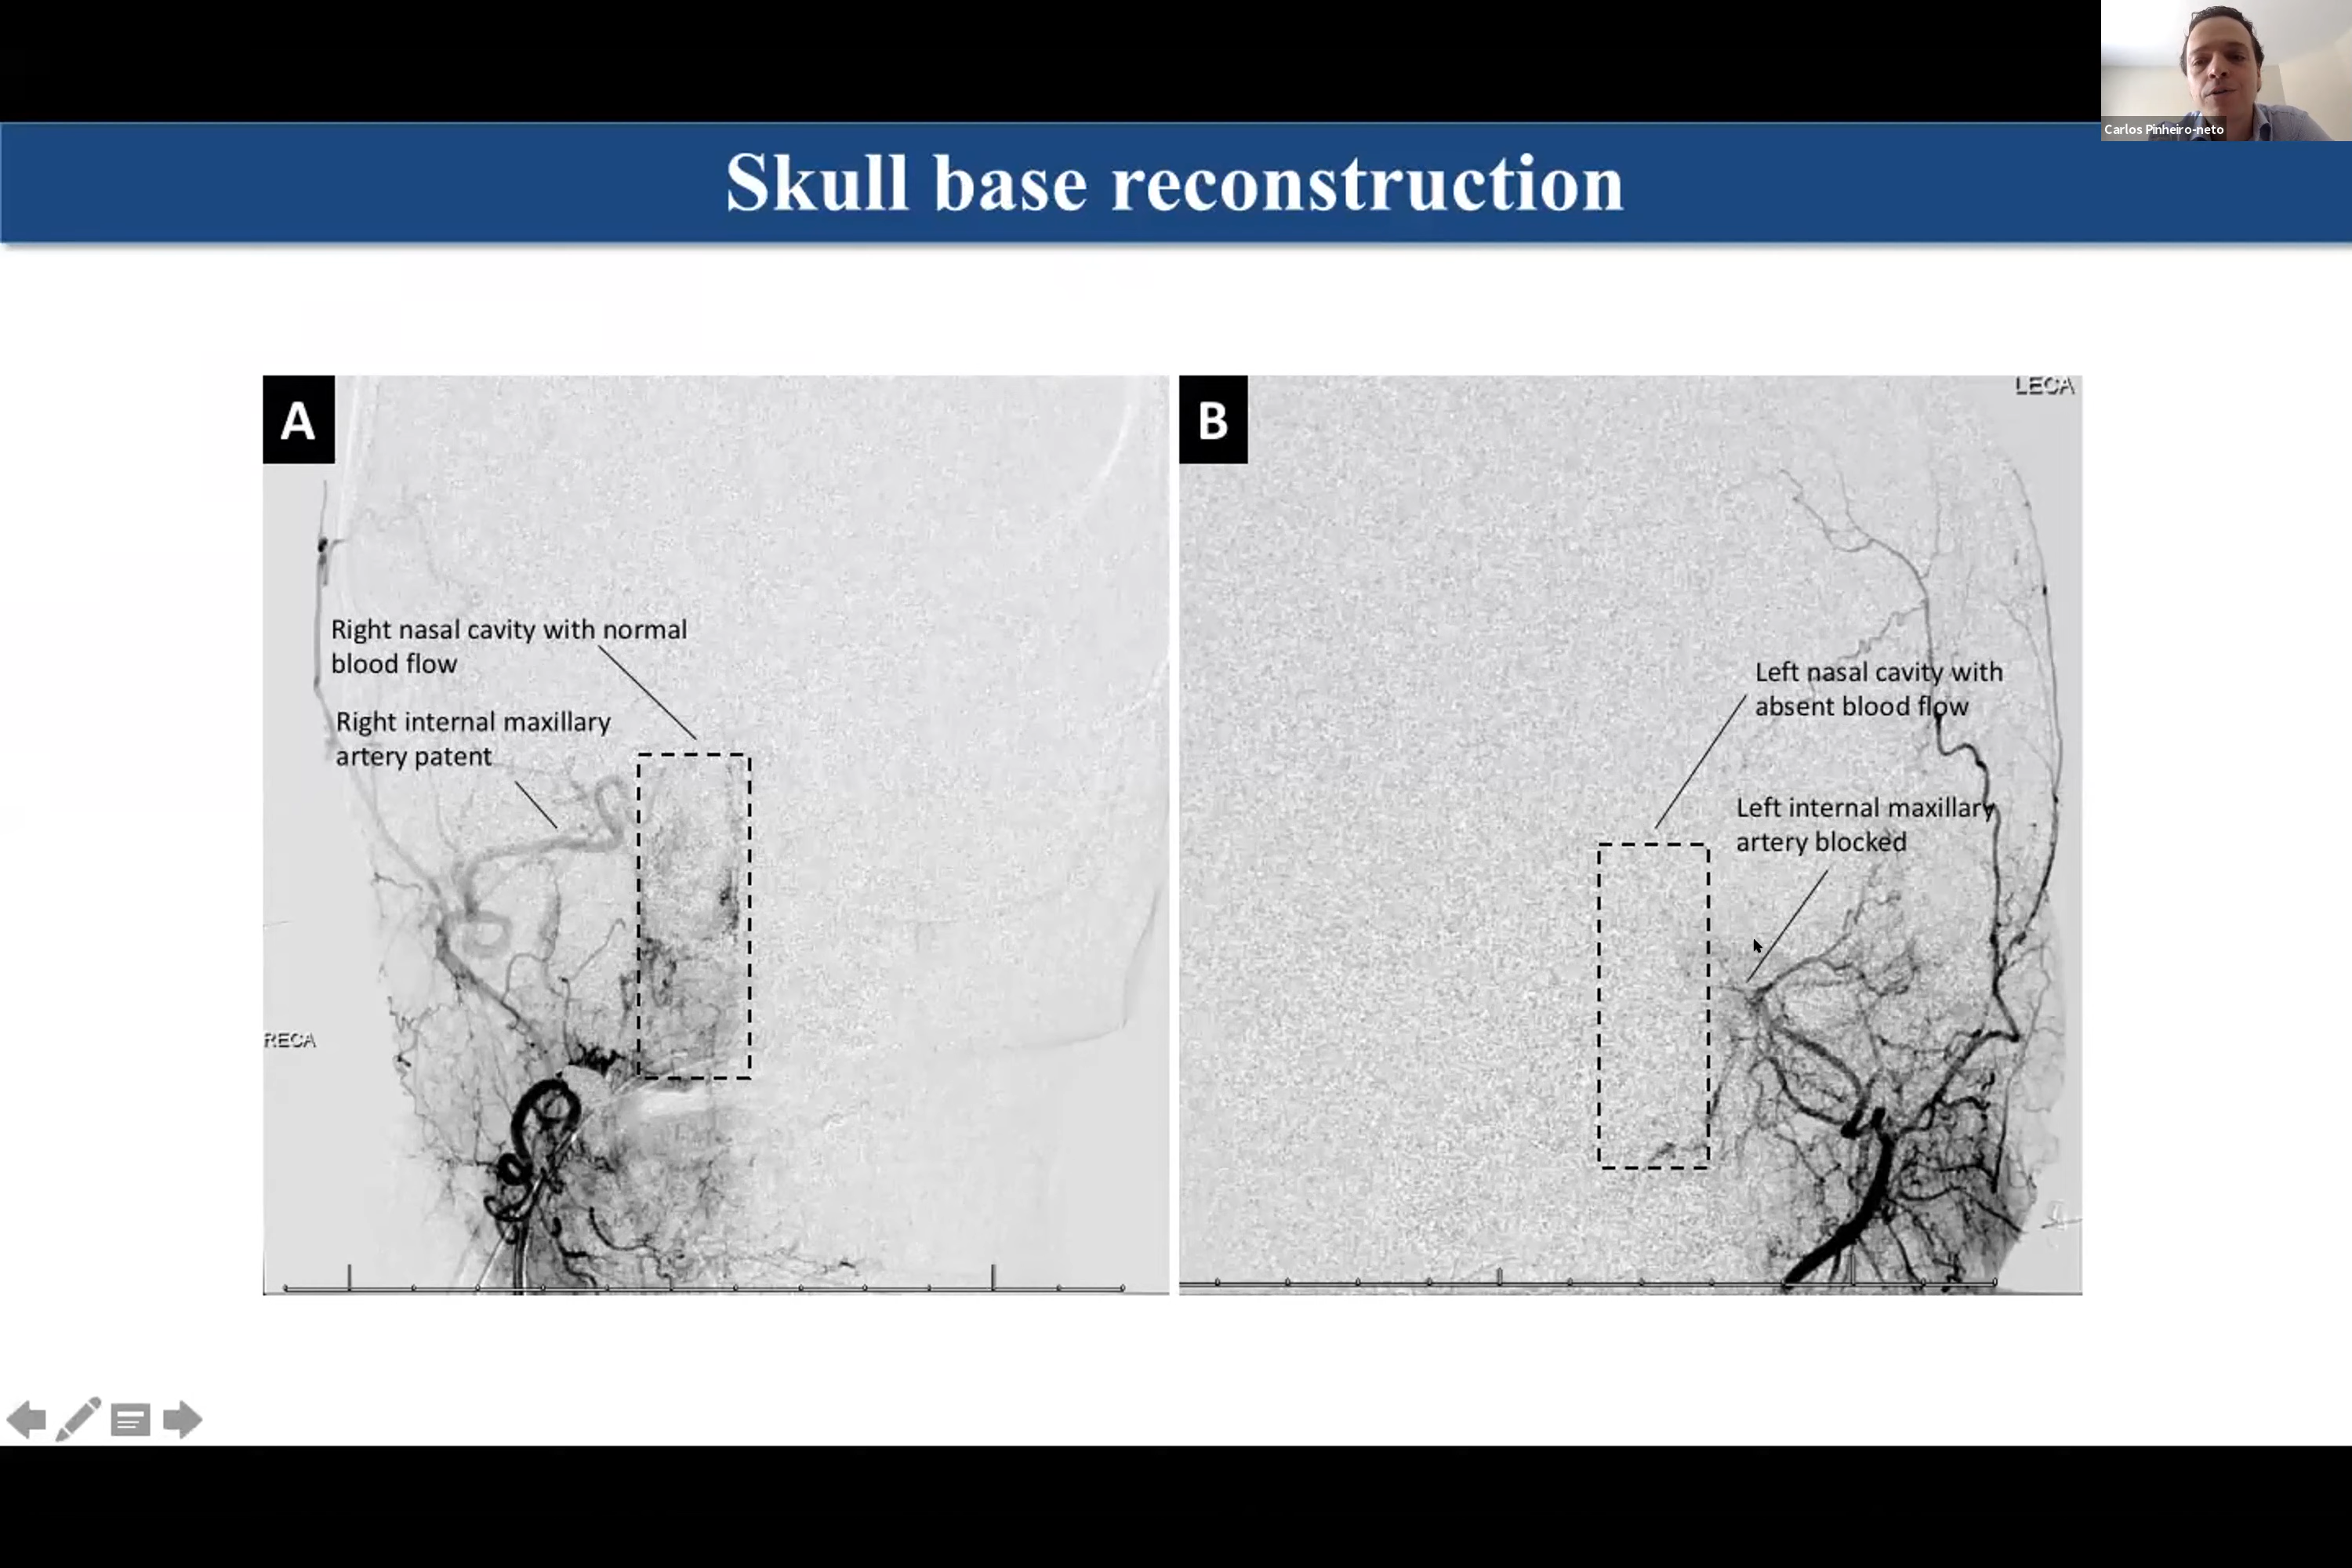 Carlos Pinheiro-neto
Skull base reconstruction
A
Right nasal cavity with normal
blood flow
Right internal maxillary
artery patent
RECA
B
LECA
Left nasal cavity with
absent blood flow
Left internal maxillary
artery blocked